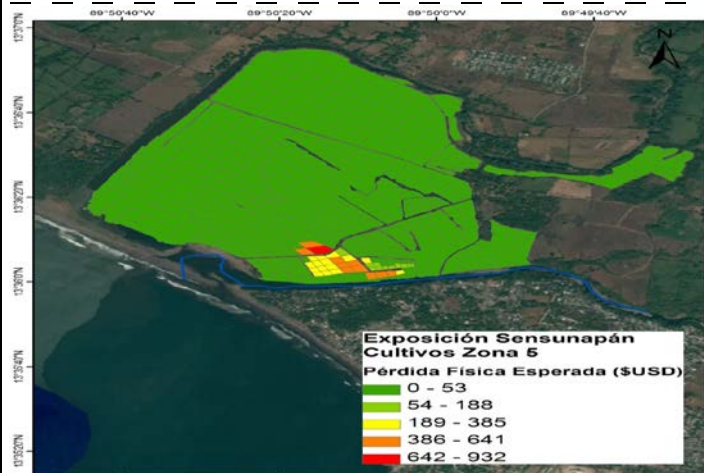 89°50'40"W 89°50'20"W 89°50'0"W 89°49'40"W
N
Exposición Sensunapán
Cultivos Zona 5
Pérdida Física Esperada ($USD)
0 - 53
54 - 188
189 - 385
386 - 641
642 - 932